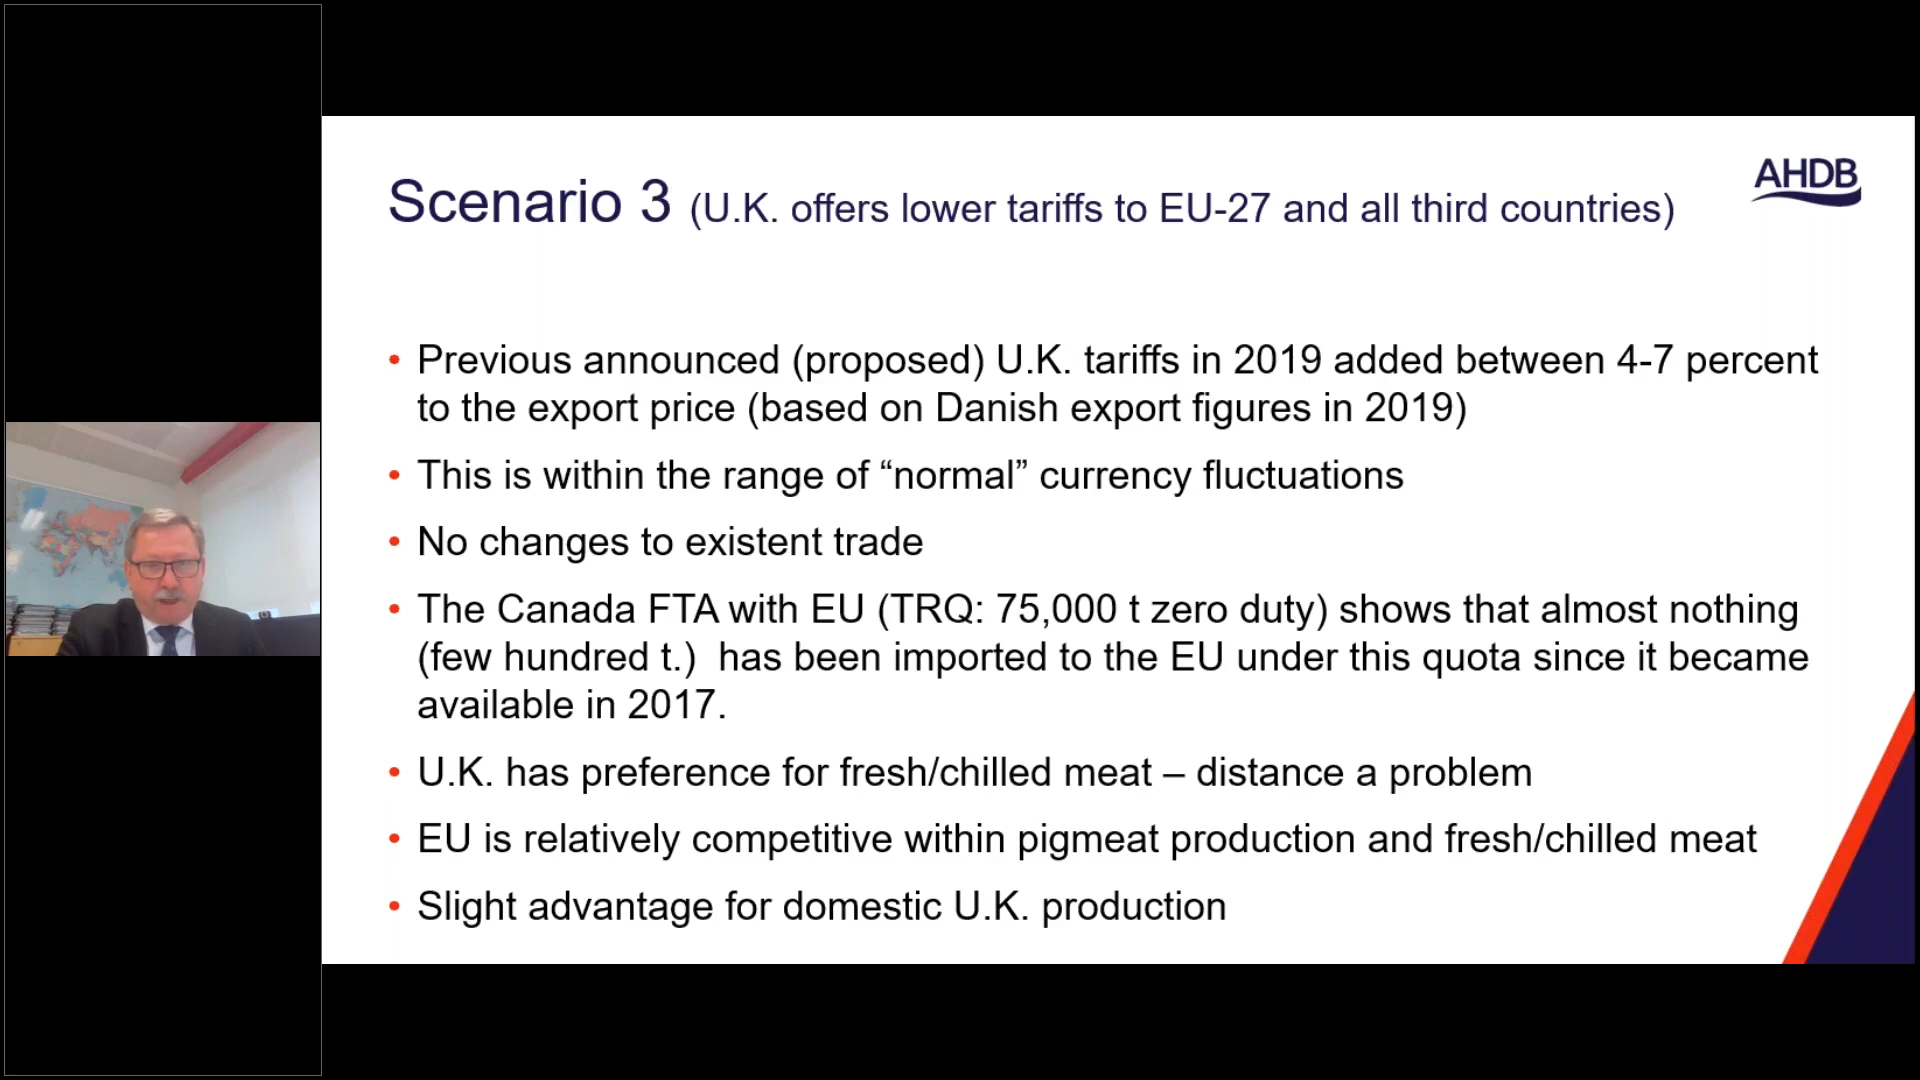 AHDB
Scenario 3 (U.K. offers lower tariffs to EU-27 and all third countries)
• Previous announced (proposed) U.K. tariffs in 2019 added between 4-7 percent
to the export price (based on Danish export figures in 2019)
• This is within the range of “normal” currency fluctuations
• No changes to existent trade
• The Canada FTA with EU (TRQ: 75,000 t zero duty) shows that almost nothing
(few hundred t.)  has been imported to the EU under this quota since it became
available in 2017.
• U.K. has preference for fresh/chilled meat – distance a problem
• EU is relatively competitive within pigmeat production and fresh/chilled meat
• Slight advantage for domestic U.K. production